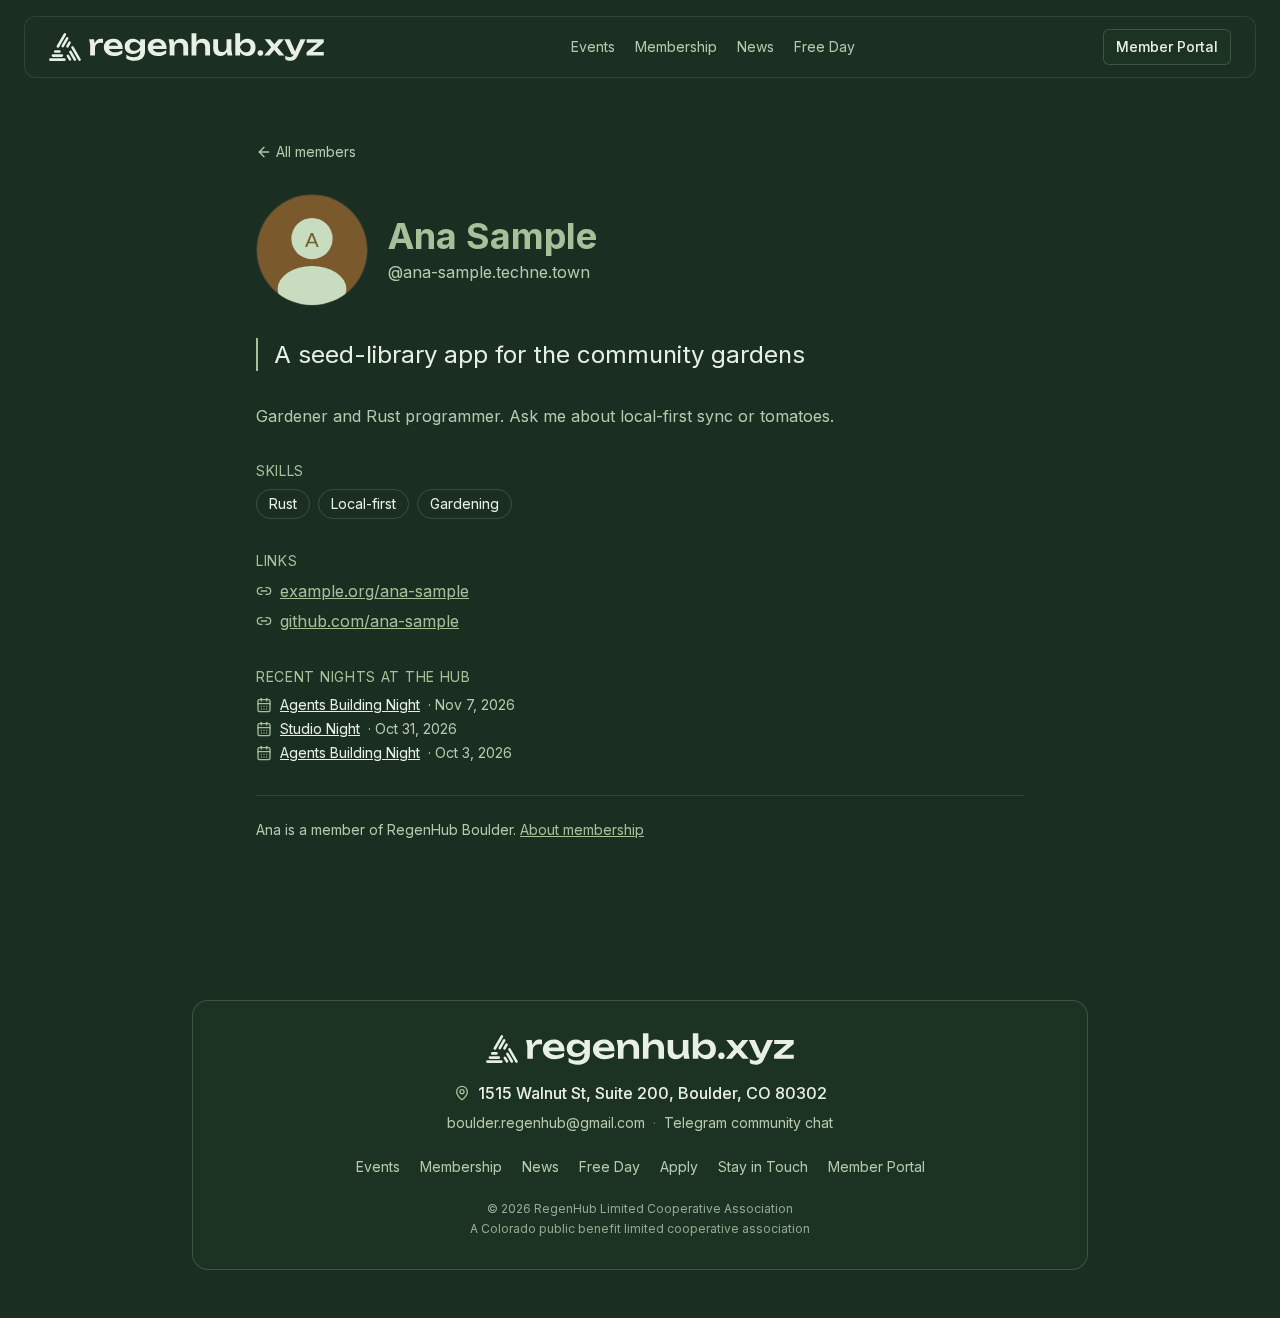 regenhub.xyz
Events Membership News Free Day
Member Portal
All members
A
Ana Sample
@ana-sample.techne.town
A seed-library app for the community gardens
Gardener and Rust programmer. Ask me about local-first sync or tomatoes.
SKILLS
Rust Local-first Gardening
LINKS
example.org/ana-sample
github.com/ana-sample
RECENT NIGHTS AT THE HUB
Agents Building Night · Nov 7, 2026
Studio Night · Oct 31, 2026
Agents Building Night · Oct 3, 2026
Ana is a member of RegenHub Boulder. About membership
regenhub.xyz
1515 Walnut St, Suite 200, Boulder, CO 80302
boulder.regenhub@gmail.com · Telegram community chat
Events Membership News Free Day Apply Stay in Touch Member Portal
© 2026 RegenHub Limited Cooperative Association
A Colorado public benefit limited cooperative association